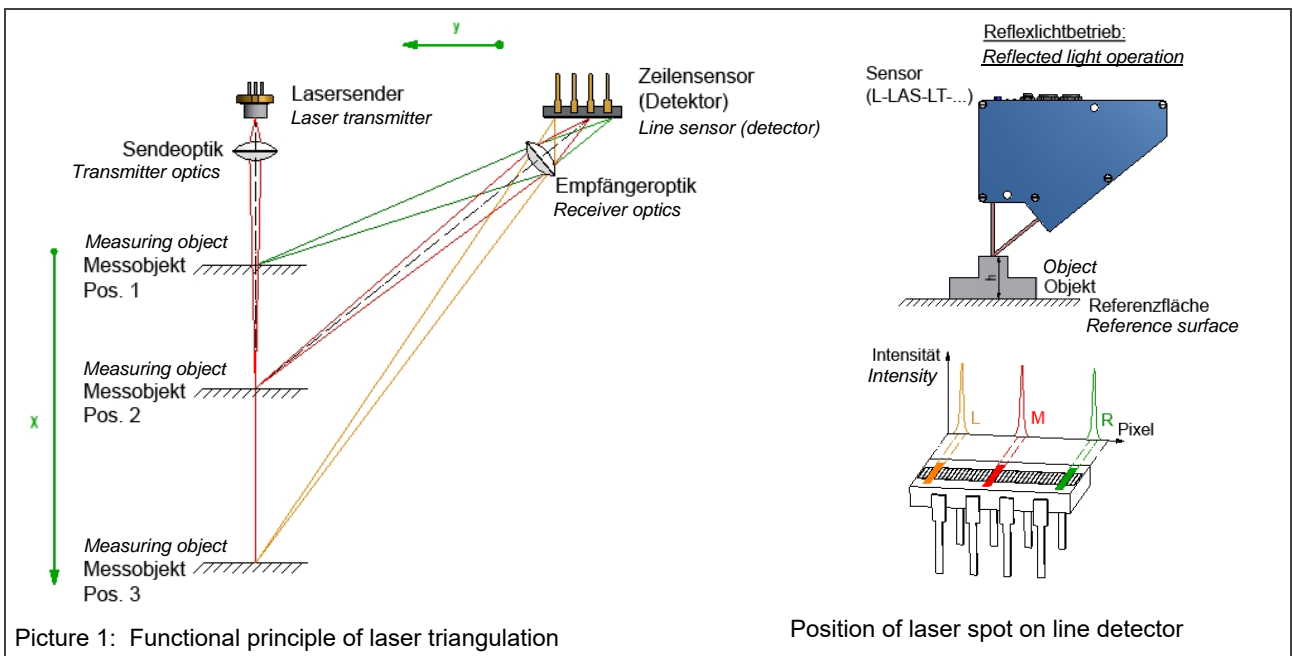 y
Lasersender
Laser transmitter
Sendeoptik
Transmitter optics
Zeilensensor
(Detektor)
Line sensor (detector)
Empfängeroptik
Receiver optics
Measuring object
Messobjekt
Pos. 1
Measuring object
Messobjekt
Pos. 2
x
Measuring object
Messobjekt
Pos. 3
Picture 1: Functional principle of laser triangulation
Reflexlichtbetrieb:
Reflected light operation
Sensor
(L-LAS-LT-...)
h
Object
Objekt
Referenzfläche
Reference surface
Intensität
Intensity
L
M
R
Pixel
Position of laser spot on line detector